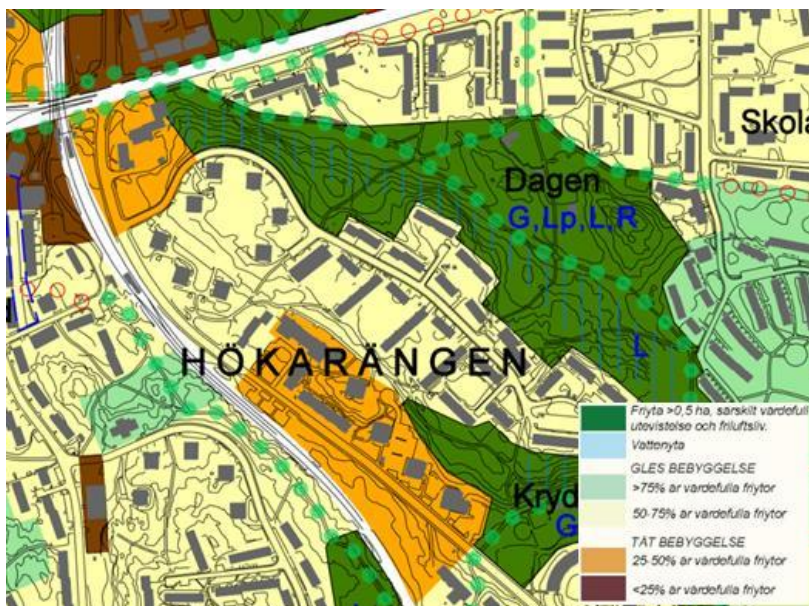 Skola
Dagen
G, Lp, L, R
HÖKARÄNGEN
L
d
Kryd
G
Friyta >0,5 ha, särskilt värdefull
utevistelse och friluftsliv.
Vattenyta
GLES BEBYGGELSE
>75% är värdefulla friytor
50-75% är värdefulla friytor
TÄT BEBYGGELSE
25-50% är värdefulla friytor
<25% är värdefulla friytor